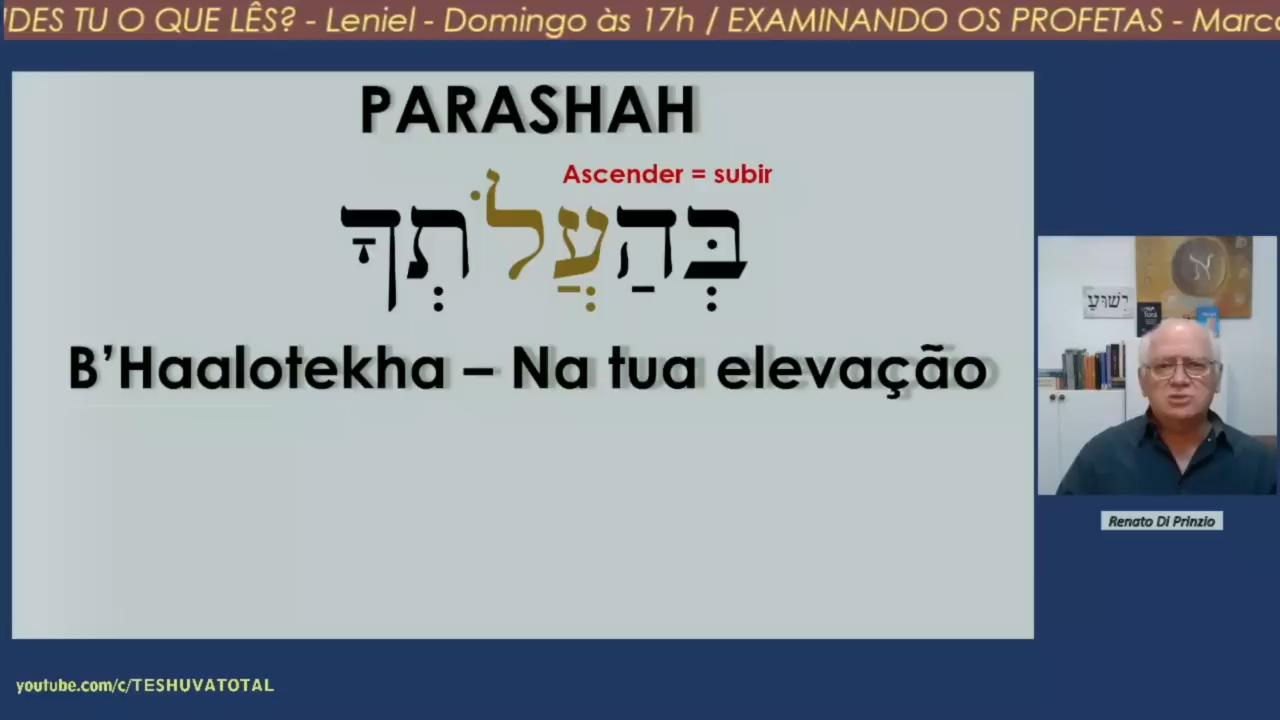 DES TU O QUE LÊS? - Leniel - Domingo às 17h / EXAMINANDO OS PROFETAS - Marc
PARASHAH
Ascender = subir
בְּהַעֲלֹתְךָ
B’Haalotekha – Na tua elevação
יֵשׁוּעַ
Renato Di Prinzio
youtube.com/c/TESHUVATOTAL